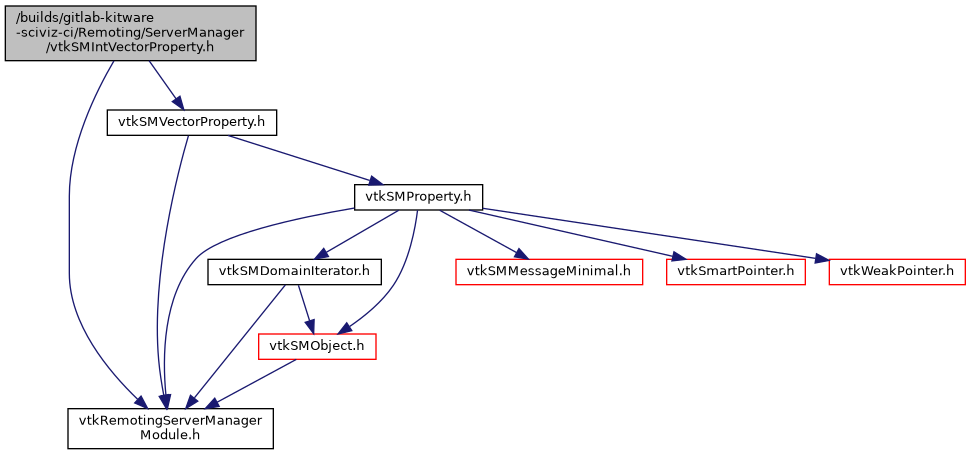 /builds/gitlab-kitware
-sciviz-ci/Remoting/ServerManager
/vtkSMIntVectorProperty.h
vtkSMVectorProperty.h
vtkSMProperty.h
vtkSMDomainIterator.h
vtkSMMessageMinimal.h
vtkSmartPointer.h
vtkWeakPointer.h
vtkSMObject.h
vtkRemotingServerManager
Module.h